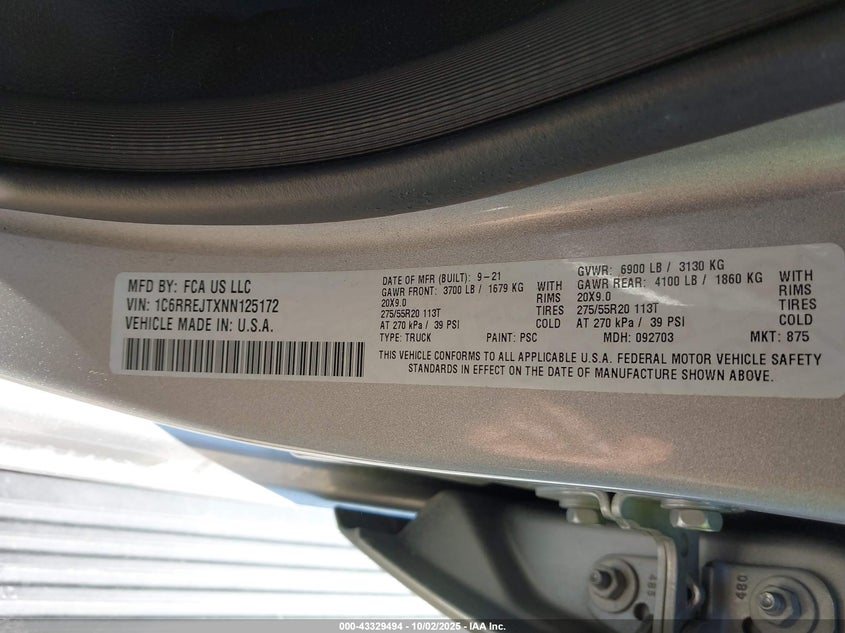 MFD BY: FCA US LLC
VIN: 1C6RREJTXNN125172
VEHICLE MADE IN: U.S.A.
DATE OF MFR (BUILT): 9-21
GAWR FRONT: 3700 LB / 1679 KG WITH
20X9.0 RIMS
275/55R20 113T TIRES
AT 270 kPa / 39 PSI COLD
GVWR: 6900 LB / 3130 KG
GAWR REAR: 4100 LB / 1860 KG WITH
20X9.0 RIMS
275/55R20 113T TIRES
AT 270 kPa / 39 PSI COLD
TYPE: TRUCK PAINT: PSC MDH: 092703 MKT: 875
THIS VEHICLE CONFORMS TO ALL APPLICABLE U.S.A. FEDERAL MOTOR VEHICLE SAFETY
STANDARDS IN EFFECT ON THE DATE OF MANUFACTURE SHOWN ABOVE.
485
480
000-43329494 - 10/02/2025 - IAA Inc.